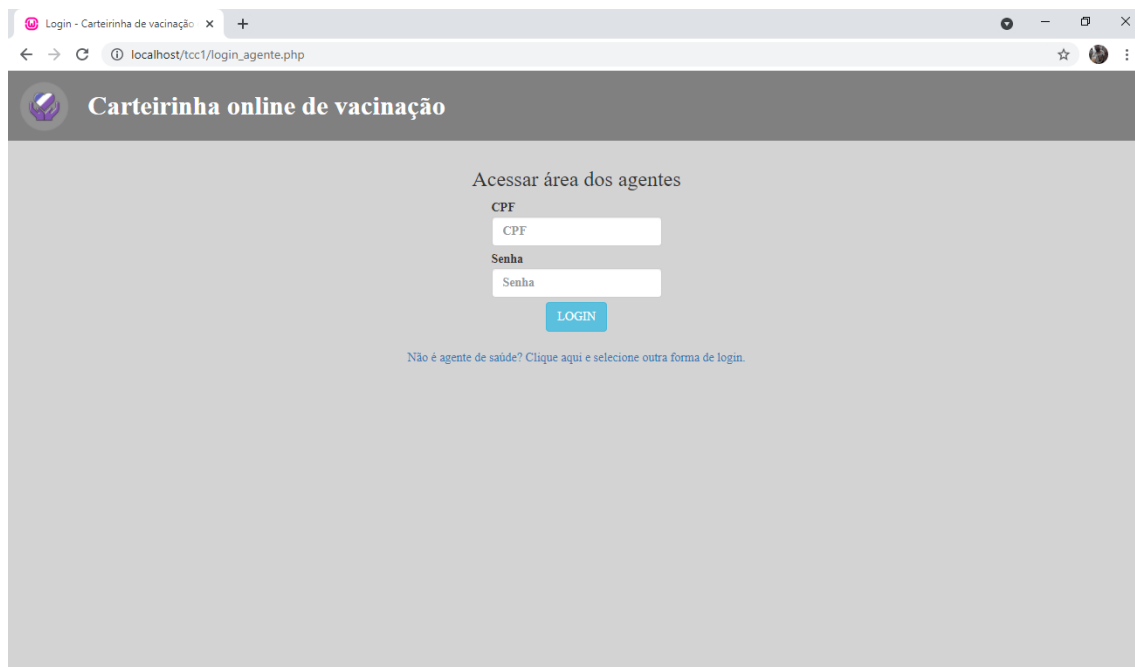 Login - Carteirinha de vacinação
localhost/tcc1/login_agente.php
Carteirinha online de vacinação
Acessar área dos agentes
CPF
CPF
Senha
Senha
LOGIN
Não é agente de saúde? Clique aqui e selecione outra forma de login.